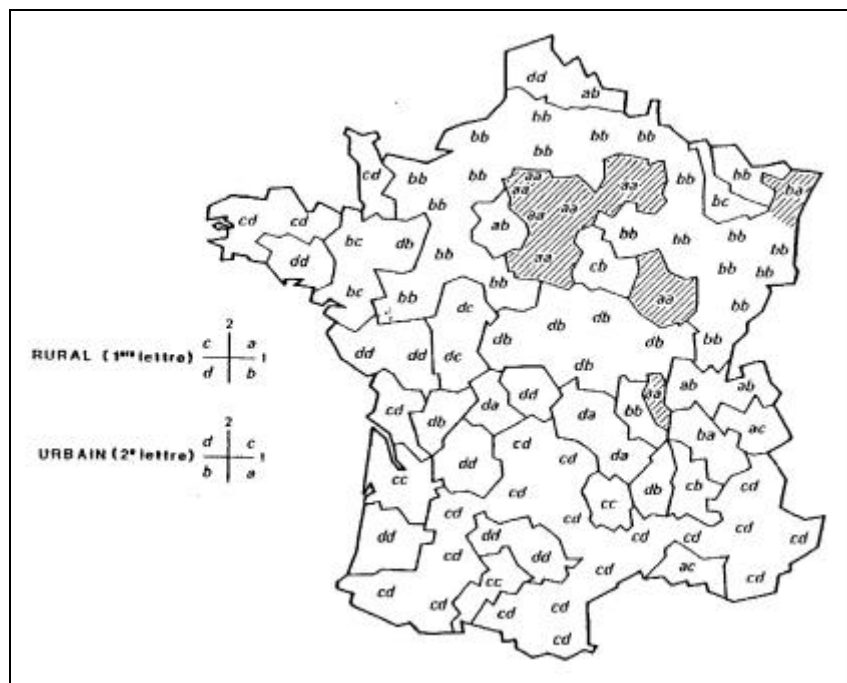 dd
ab
bb
bb bb bb
bb
bb bb
cd bb bb aa aa
aa ba
bc
bb
cd cd aa aa
ab
bb bb
bc db bb
bb
dd aa cb bb bb
bb bb
bc bb aa bb
dc
db db
2
c a
RURAL (1ère lettre) 1
d b
dd dd dc db bb
db
ab ab
cd da dd aa
db da bb
2
d c
URBAIN (2e lettre) 1
b a
ba ac
cd
dd cd da
cc cd cc db cb cd
cd cd
dd dd cd cd cd
cd dd cd
cd cc cd ac cd
cd cd cd
cd